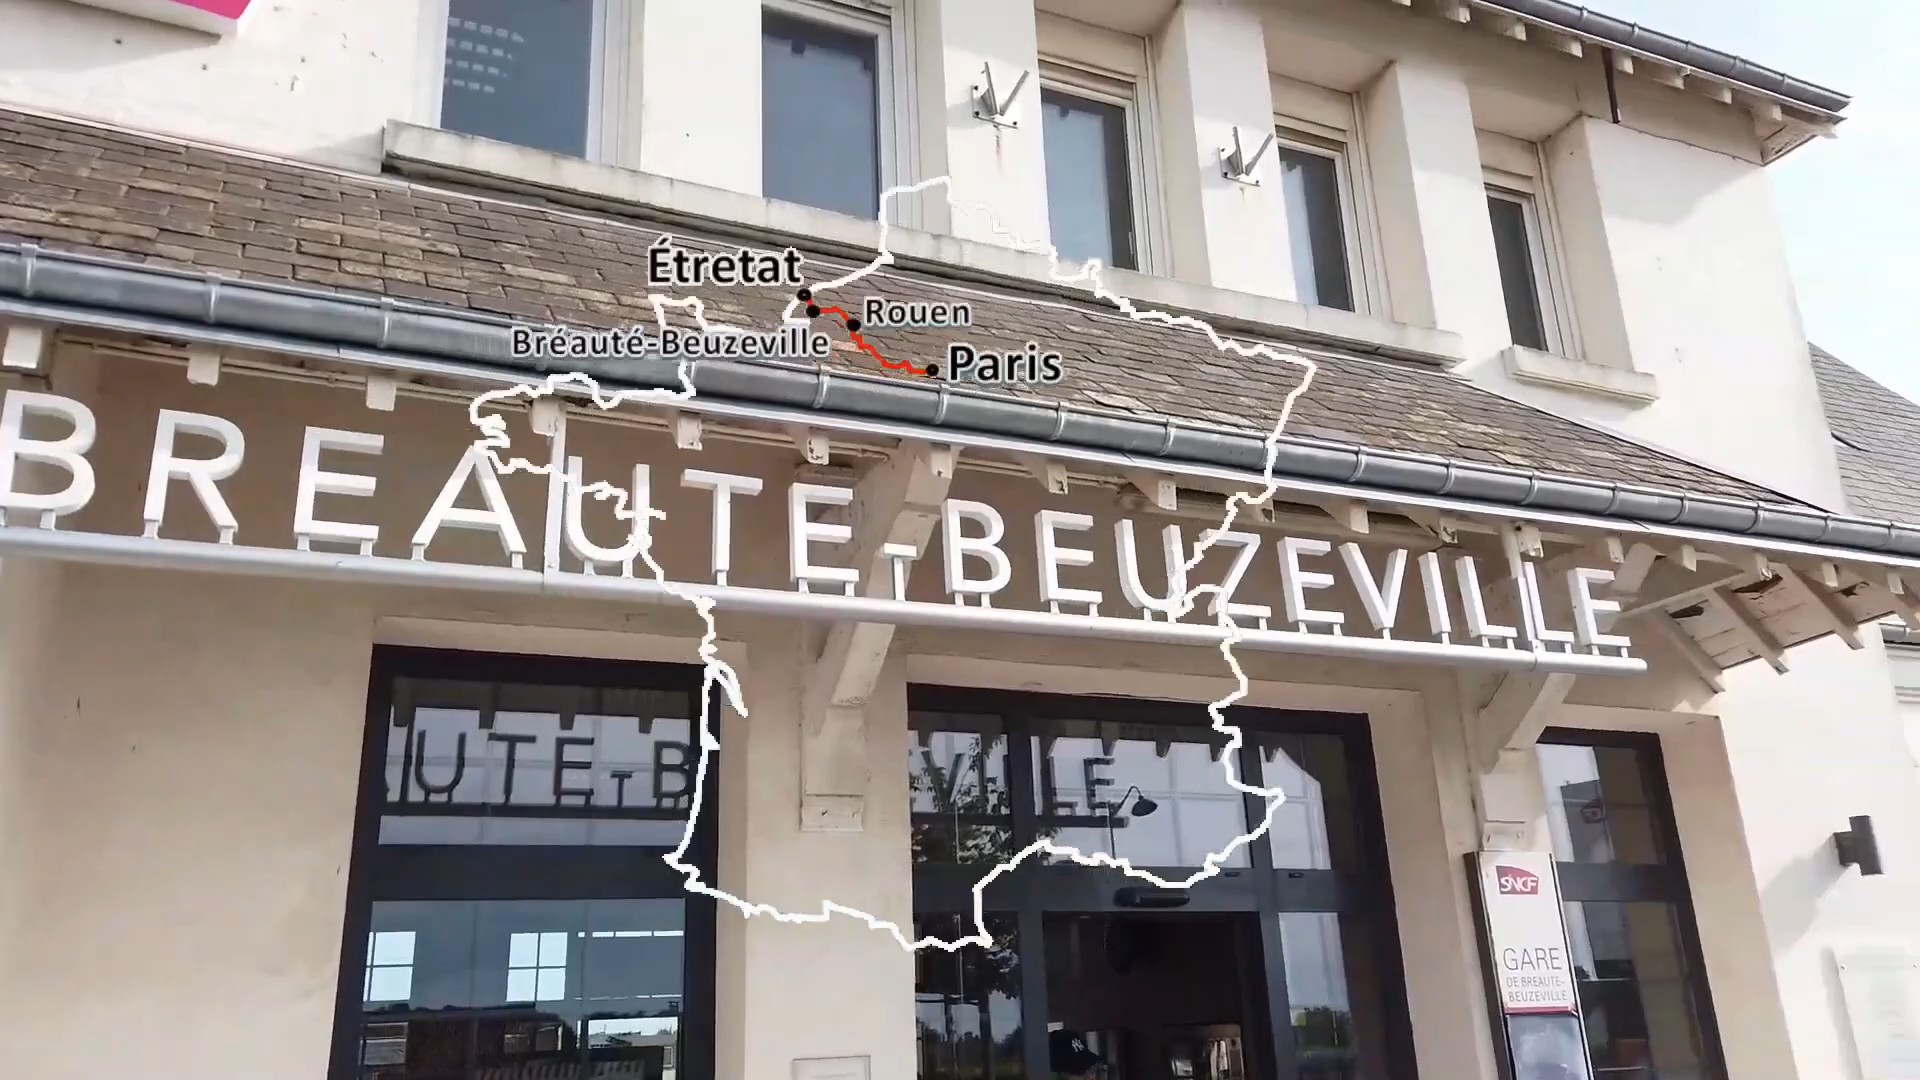 Étretat
Rouen
Bréauté-Beuzeville
Paris
BREAUTE-BEUZEVILLE
UTE-B
VILLE
SNCF
GARE
DE BREAUTE-
BEUZEVILLE